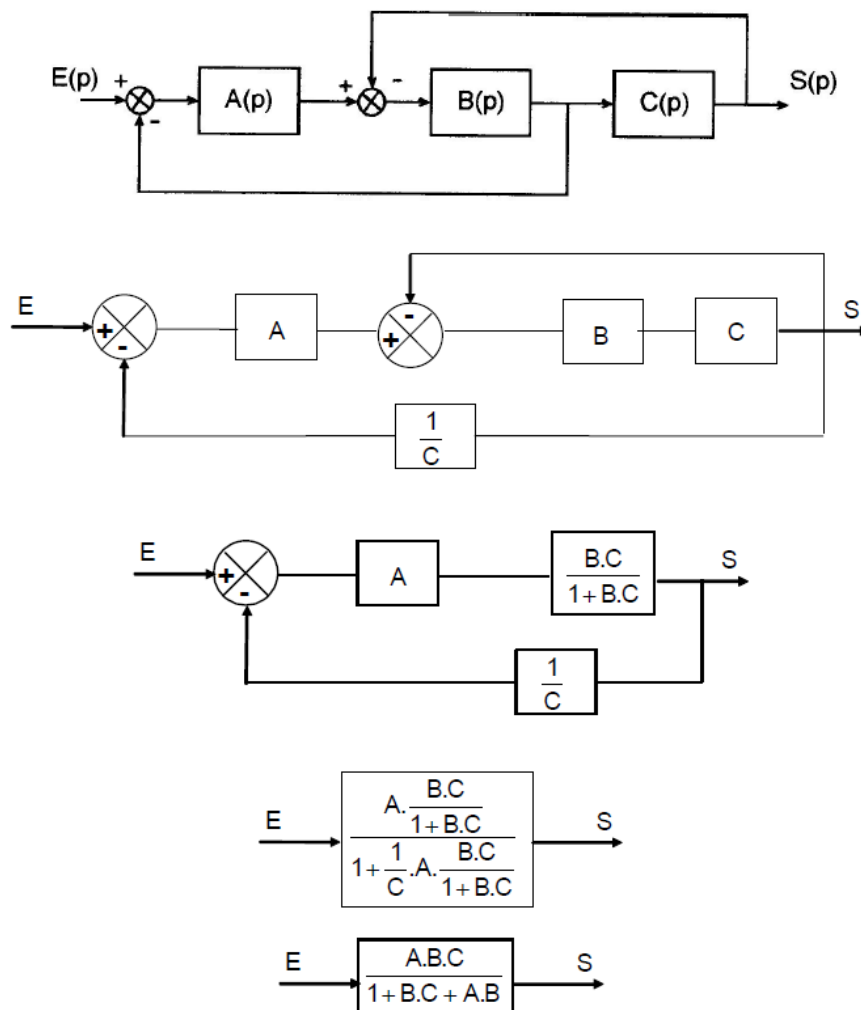 E(p) + - A(p) + - B(p) C(p) S(p)
E + - A - + B C S
1/C
E + - A B.C/(1+B.C) S
1/C
E (A.B.C/(1+B.C))/(1+1/C.A.B.C/(1+B.C)) S
E A.B.C/(1+B.C+A.B) S